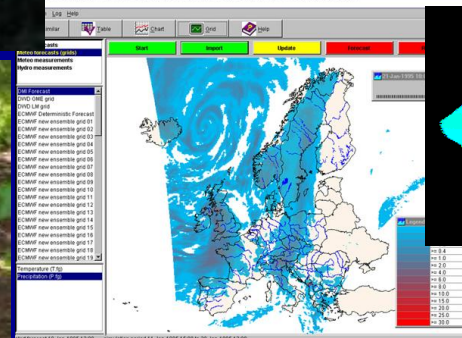 Log Help
Table Chart Grid Help
Start Import Update Forecast
Meteo forecasts (grids)
Meteo measurements
Hydro measurements
DMI Forecast
DWD GME grid
DWD LM grid
ECMWF Deterministic Forecast
ECMWF new ensemble grid 01
ECMWF new ensemble grid 02
ECMWF new ensemble grid 03
ECMWF new ensemble grid 04
ECMWF new ensemble grid 05
ECMWF new ensemble grid 06
ECMWF new ensemble grid 07
ECMWF new ensemble grid 08
ECMWF new ensemble grid 09
ECMWF new ensemble grid 10
ECMWF new ensemble grid 11
ECMWF new ensemble grid 12
ECMWF new ensemble grid 13
ECMWF new ensemble grid 14
ECMWF new ensemble grid 15
ECMWF new ensemble grid 16
ECMWF new ensemble grid 17
ECMWF new ensemble grid 18
ECMWF new ensemble grid 19
Temperature (T.fg)
Precipitation (P.fg)
Legend
>= 0.4
>= 1.0
>= 2.0
>= 4.0
>= 6.0
>= 8.0
>= 10.0
>= 15.0
>= 20.0
>= 30.0